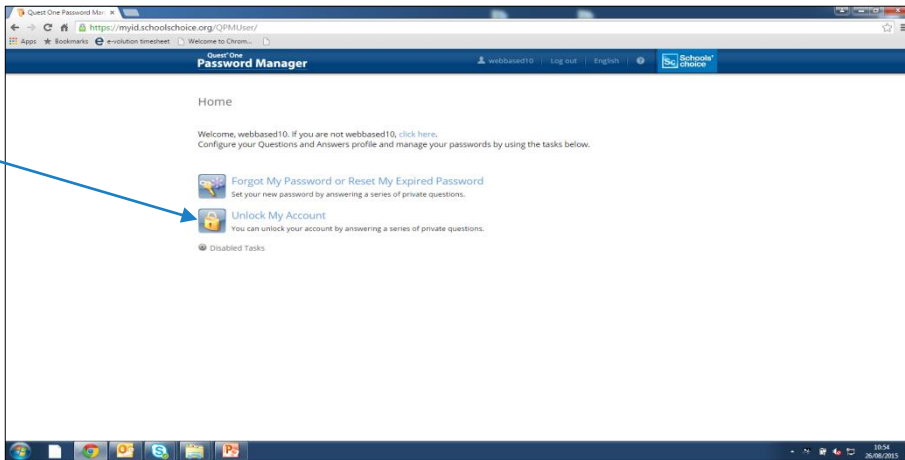 Quest One Password Man
https://myid.schoolschoice.org/QPMUser/
Apps Bookmarks e-volution timesheet Welcome to Chrom...
Quest One
Password Manager
webbased10 | Log out | English | ?
Sc Schools' choice
Home
Welcome, webbased10. If you are not webbased10, click here.
Configure your Questions and Answers profile and manage your passwords by using the tasks below.
Forgot My Password or Reset My Expired Password
Set your new password by answering a series of private questions.
Unlock My Account
You can unlock your account by answering a series of private questions.
Disabled Tasks
10:54
26/08/2015